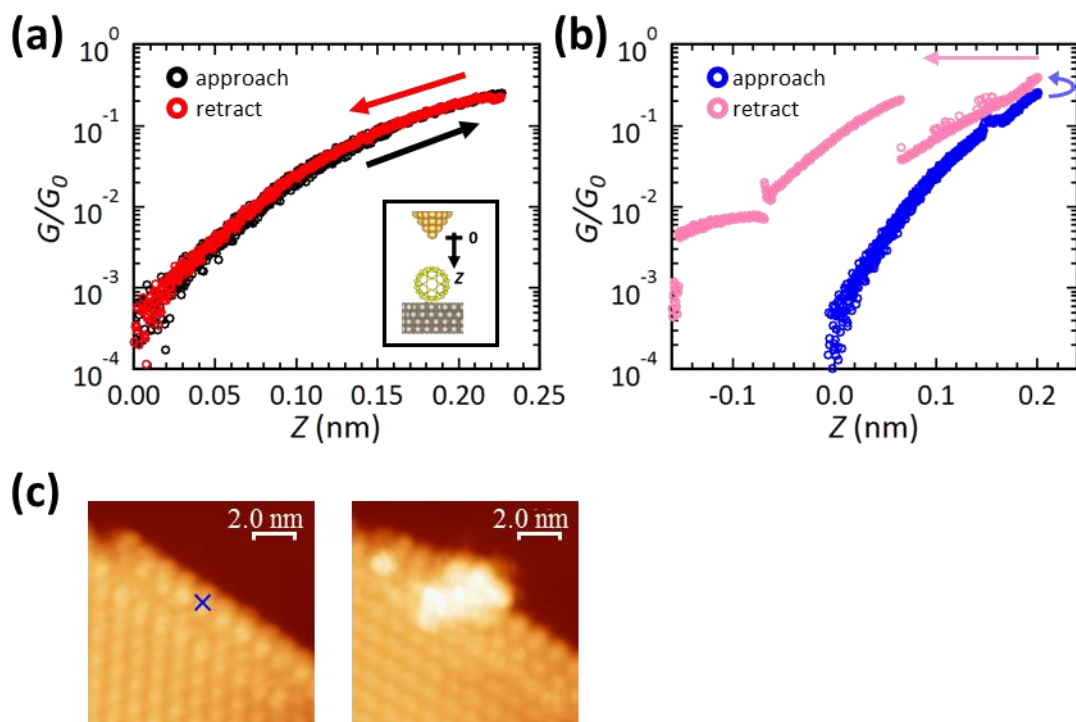 (a)
10^0
10^-1
10^-2
10^-3
10^-4
G/G_0
approach
retract
0
z
0.00 0.05 0.10 0.15 0.20 0.25
Z (nm)
(b)
10^0
10^-1
10^-2
10^-3
10^-4
G/G_0
approach
retract
-0.1 0.0 0.1 0.2
Z (nm)
(c)
2.0 nm
2.0 nm